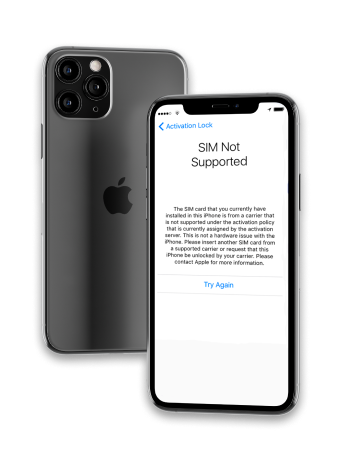 Activation Lock
SIM Not
Supported
The SIM card that you currently have
installed in this iPhone is from a carrier that
is not supported under the activation policy
that is currently assigned by the activation
server. This is not a hardware issue with the
iPhone. Please insert another SIM card from
a supported carrier or request that this
iPhone be unlocked by your carrier. Please
contact Apple for more information.
Try Again